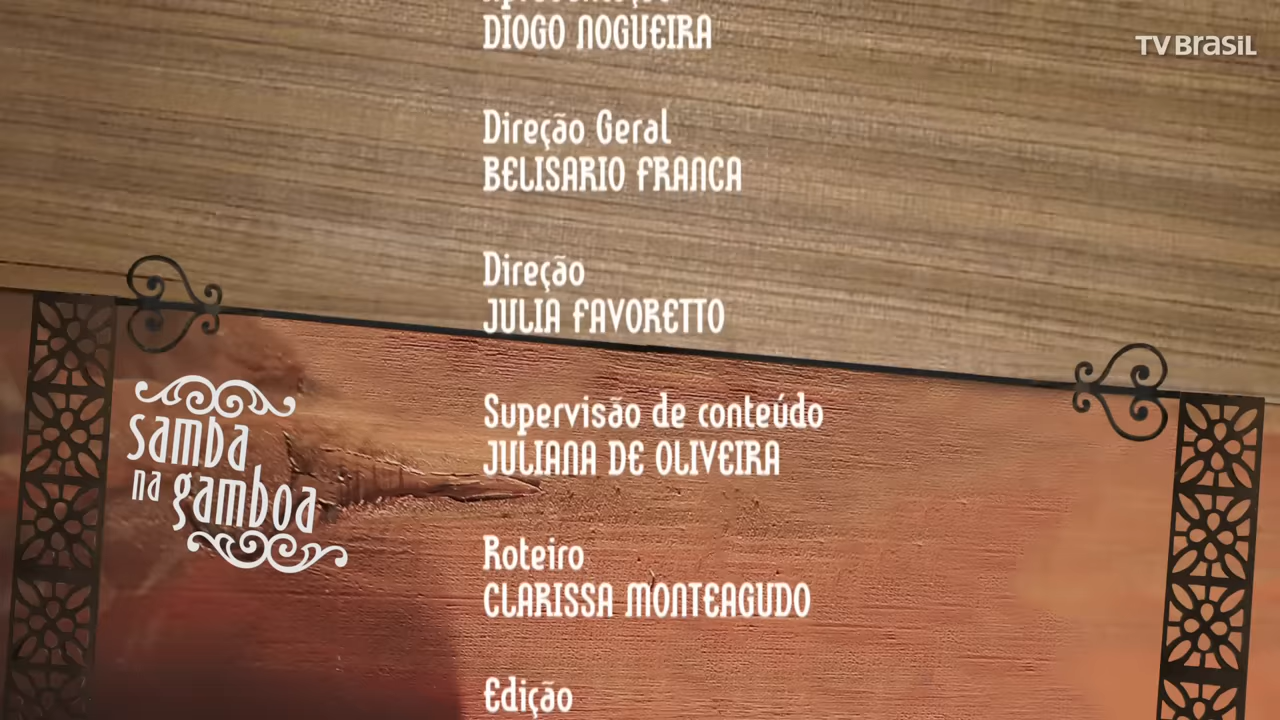 Apresentação
DIOGO NOGUEIRA
TV BRASIL
Direção Geral
BELISARIO FRANCA
Direção
JULIA FAVORETTO
samba
na gamboa
Supervisão de conteúdo
JULIANA DE OLIVEIRA
Roteiro
CLARISSA MONTEAGUDO
Edição